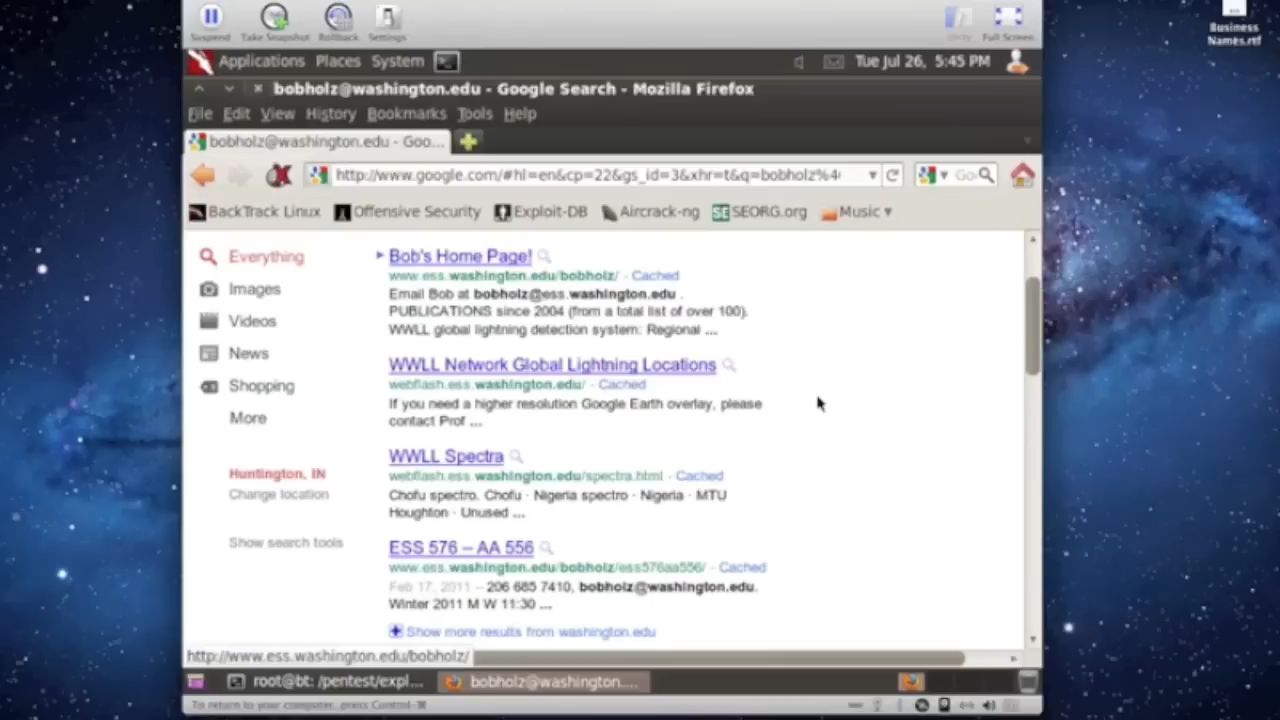 Suspend Take Snapshot Rollback Settings Unity Full Screen
Business
Names.rtf
Applications Places System Tue Jul 26, 5:45 PM
bobholz@washington.edu - Google Search - Mozilla Firefox
File Edit View History Bookmarks Tools Help
bobholz@washington.edu - Goo...
http://www.google.com/#hl=en&cp=22&gs_id=3&xhr=t&q=bobholz%4 Go
BackTrack Linux Offensive Security Exploit-DB Aircrack-ng SEORG.org Music
Everything
Images
Videos
News
Shopping
More
Huntington, IN
Change location
Show search tools
Bob's Home Page!
www.ess.washington.edu/bobholz/ - Cached
Email Bob at bobholz@ess.washington.edu .
PUBLICATIONS since 2004 (from a total list of over 100).
WWLL global lightning detection system: Regional ...
WWLL Network Global Lightning Locations
webflash.ess.washington.edu/ - Cached
If you need a higher resolution Google Earth overlay, please
contact Prof ...
WWLL Spectra
webflash.ess.washington.edu/spectra.html - Cached
Chofu spectro. Chofu · Nigeria spectro · Nigeria · MTU
Houghton · Unused ...
ESS 576 – AA 556
www.ess.washington.edu/bobholz/ess576aa556/ - Cached
Feb 17, 2011 – 206 685 7410, bobholz@washington.edu.
Winter 2011 M W 11:30 ...
Show more results from washington.edu
http://www.ess.washington.edu/bobholz/
root@bt: /pentest/expl... bobholz@washington....
To return to your computer, press Control-⌘